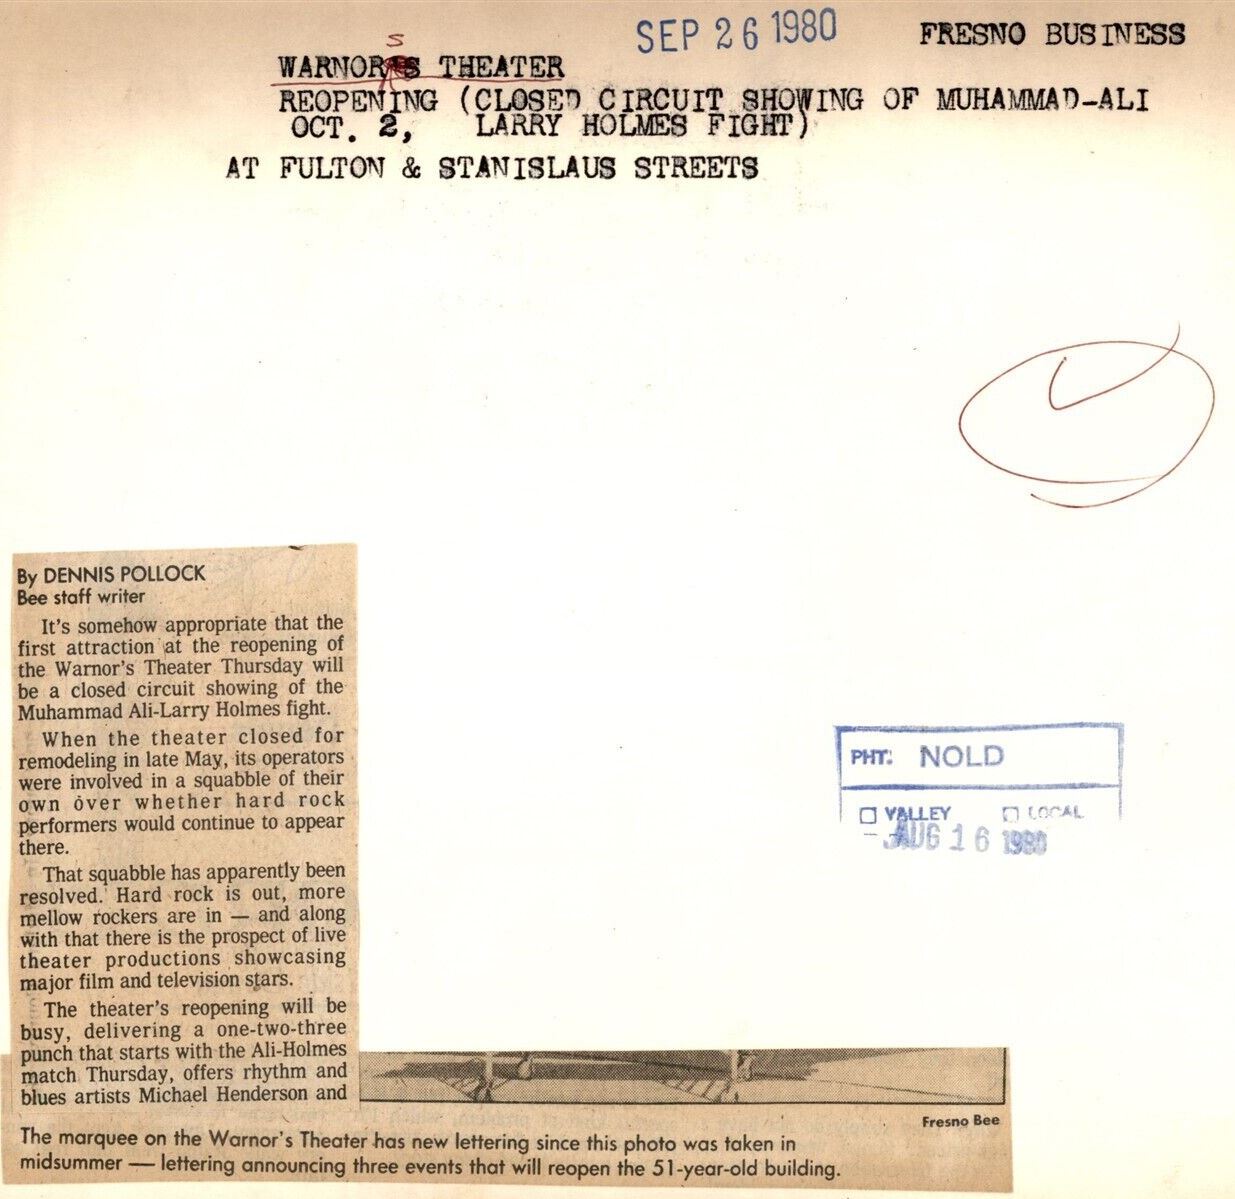 SEP 26 1980
FRESNO BUSINESS
S
WARNOR'S THEATER
REOPENING (CLOSED CIRCUIT SHOWING OF MUHAMMAD-ALI
OCT. 2, LARRY HOLMES FIGHT)
AT FULTON & STANISLAUS STREETS
By DENNIS POLLOCK
Bee staff writer
It's somehow appropriate that the
first attraction at the reopening of
the Warnor's Theater Thursday will
be a closed circuit showing of the
Muhammad Ali-Larry Holmes fight.
When the theater closed for
remodeling in late May, its operators
were involved in a squabble of their
own over whether hard rock
performers would continue to appear
there.
That squabble has apparently been
resolved. Hard rock is out, more
mellow rockers are in — and along
with that there is the prospect of live
theater productions showcasing
major film and television stars.
The theater's reopening will be
busy, delivering a one-two-three
punch that starts with the Ali-Holmes
match Thursday, offers rhythm and
blues artists Michael Henderson and
PHT: NOLD
VALLEY LOCAL
AUG 16 1980
Fresno Bee
The marquee on the Warnor's Theater has new lettering since this photo was taken in
midsummer — lettering announcing three events that will reopen the 51-year-old building.